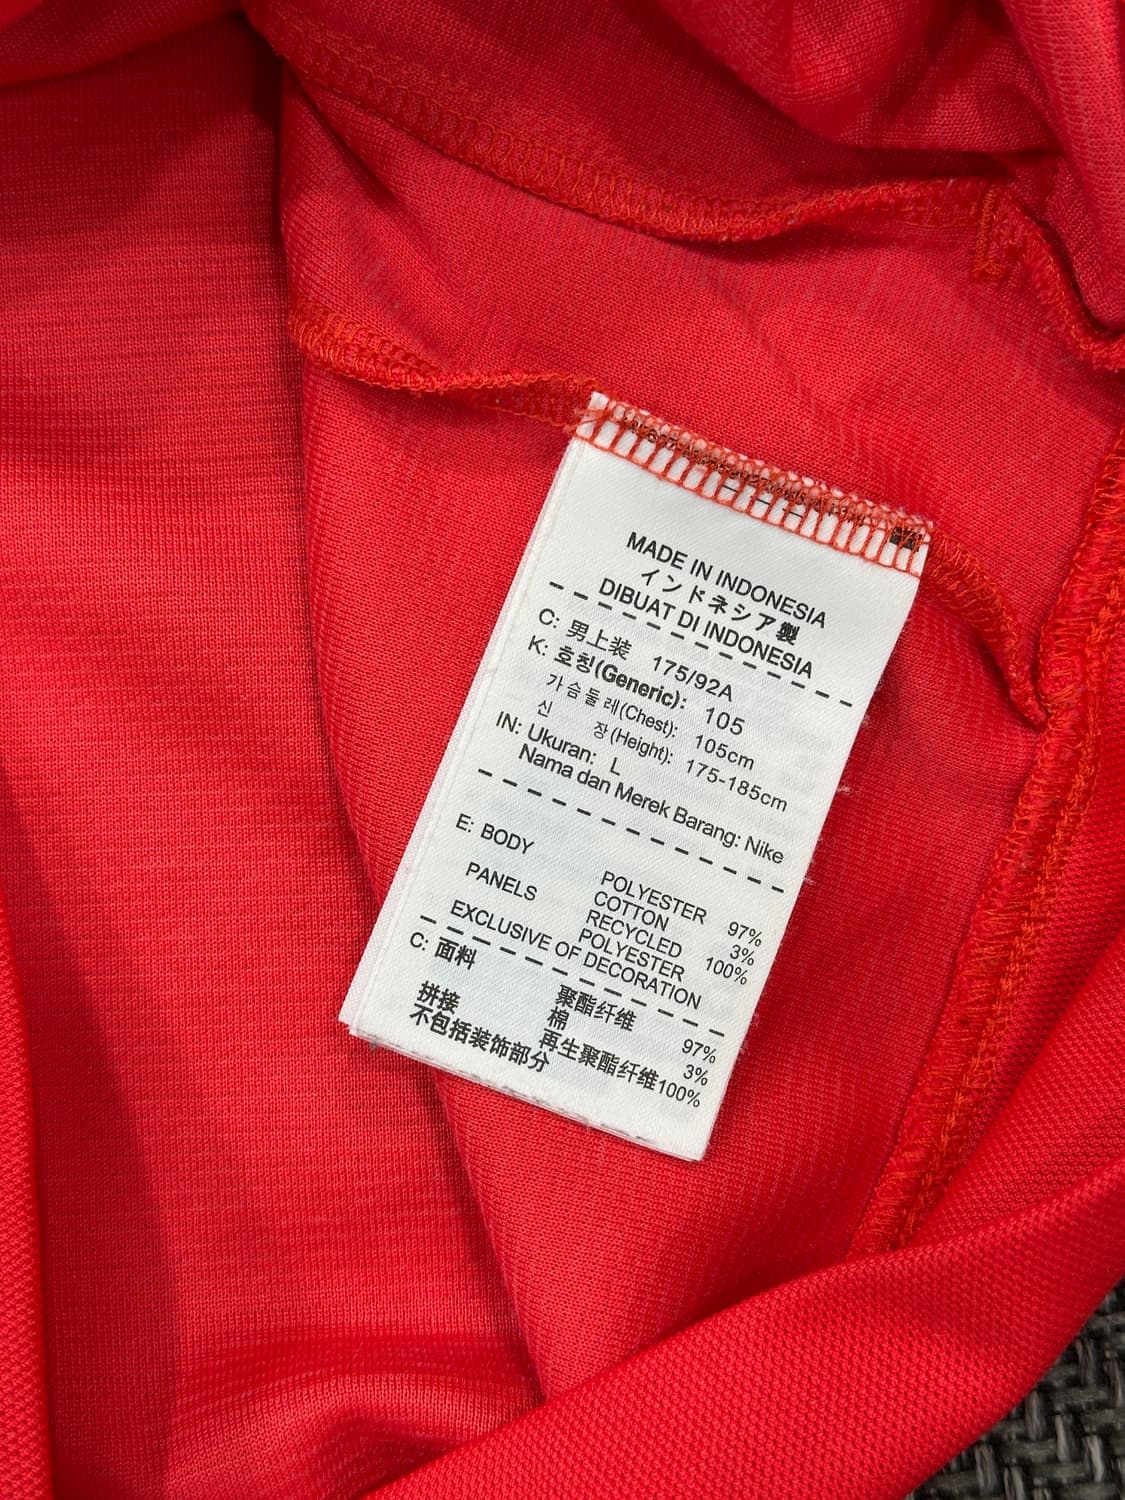 MADE IN INDONESIA
インドネシア製
DIBUAT DI INDONESIA
C: 男上装 175/92A
K: 호칭(Generic): 105
가슴둘레(Chest): 105cm
신 장(Height): 175-185cm
IN: Ukuran: L
Nama dan Merek Barang: Nike
E: BODY POLYESTER 97%
COTTON 3%
PANELS RECYCLED
POLYESTER 100%
EXCLUSIVE OF DECORATION
C: 面料 聚酯纤维 97%
棉 3%
拼接 再生聚酯纤维100%
不包括装饰部分